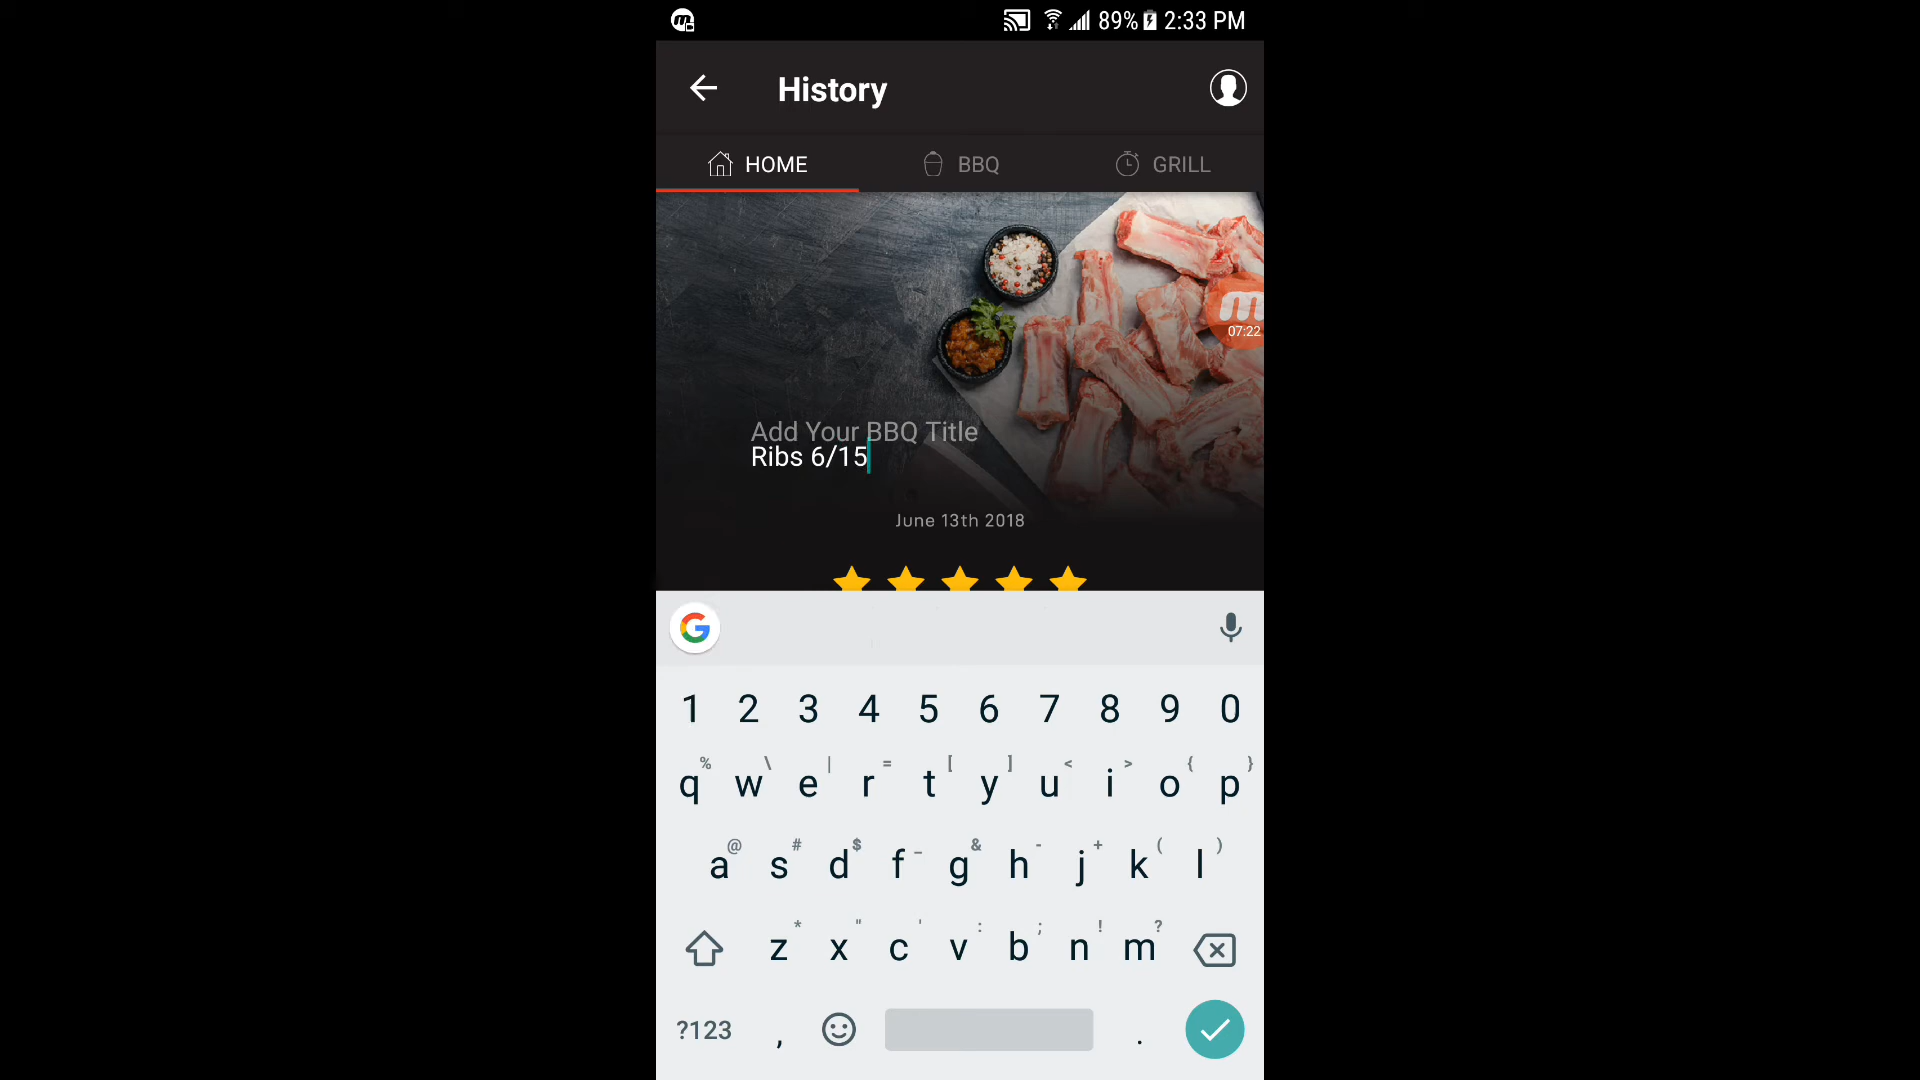 89% 2:33 PM
History
HOME BBQ GRILL
m
07:22
Add Your BBQ Title
Ribs 6/15
June 13th 2018
G
1 2 3 4 5 6 7 8 9 0
% \ | = [ ] < > { }
q w e r t y u i o p
@ # $ _ & - + ( )
a s d f g h j k l
* " ' : ; ! ?
z x c v b n m
?123 , .